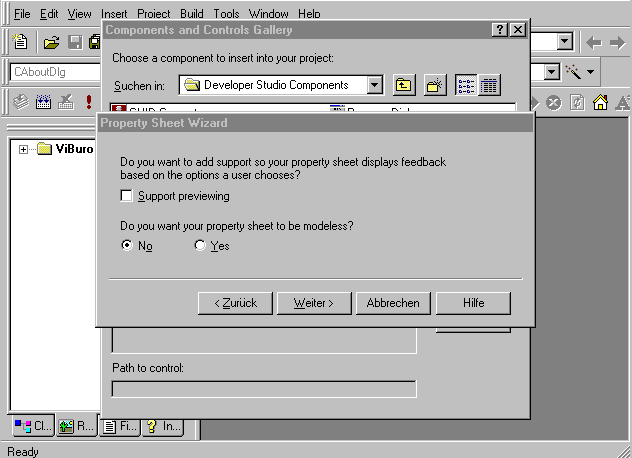 File Edit View Insert Project Build Tools Window Help
Components and Controls Gallery
Choose a component to insert into your project:
CAboutDlg
Suchen in: Developer Studio Components
Property Sheet Wizard
ViBuro
Do you want to add support so your property sheet displays feedback
based on the options a user chooses?
Support previewing
Do you want your property sheet to be modeless?
No Yes
< Zurück Weiter > Abbrechen Hilfe
Path to control:
Cl... R... Fi... In...
Ready